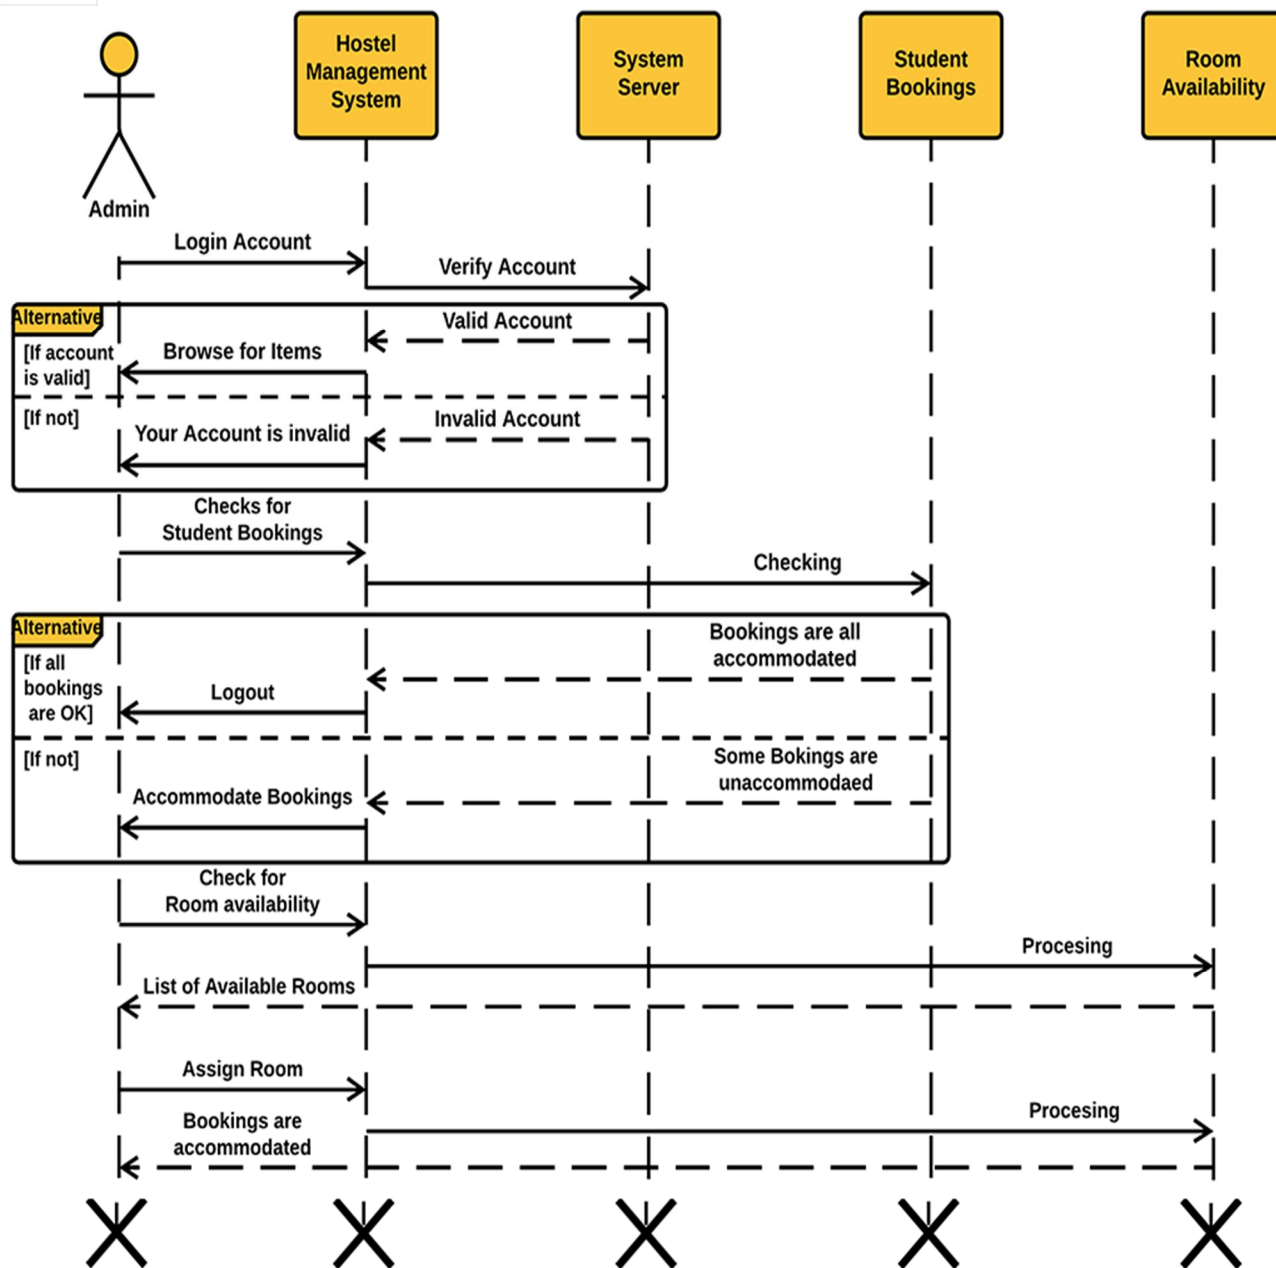 Hostel
Management
System
System
Server
Student
Bookings
Room
Availability
Admin
Login Account
Verify Account
Alternative
Valid Account
[If account
is valid]
Browse for Items
[If not]
Invalid Account
Your Account is invalid
Checks for
Student Bookings
Checking
Alternative
Bookings are all
accommodated
[If all
bookings
are OK]
Logout
[If not]
Some Bokings are
unaccommodaed
Accommodate Bookings
Check for
Room availability
Procesing
List of Available Rooms
Assign Room
Procesing
Bookings are
accommodated